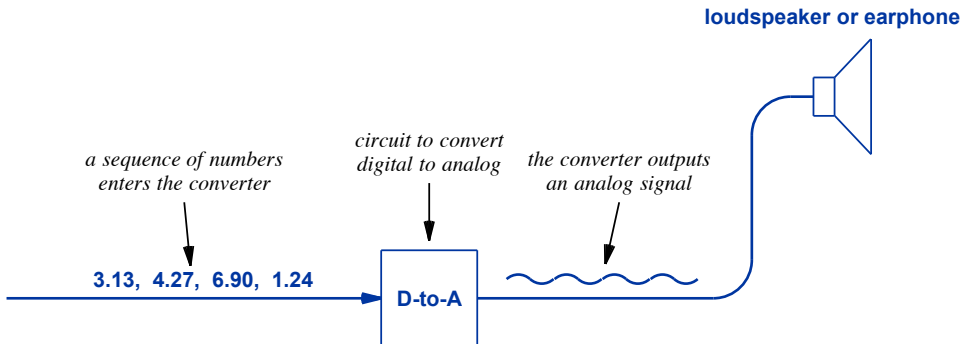 loudspeaker or earphone
circuit to convert
digital to analog
a sequence of numbers
enters the converter
the converter outputs
an analog signal
3.13, 4.27, 6.90, 1.24
D-to-A